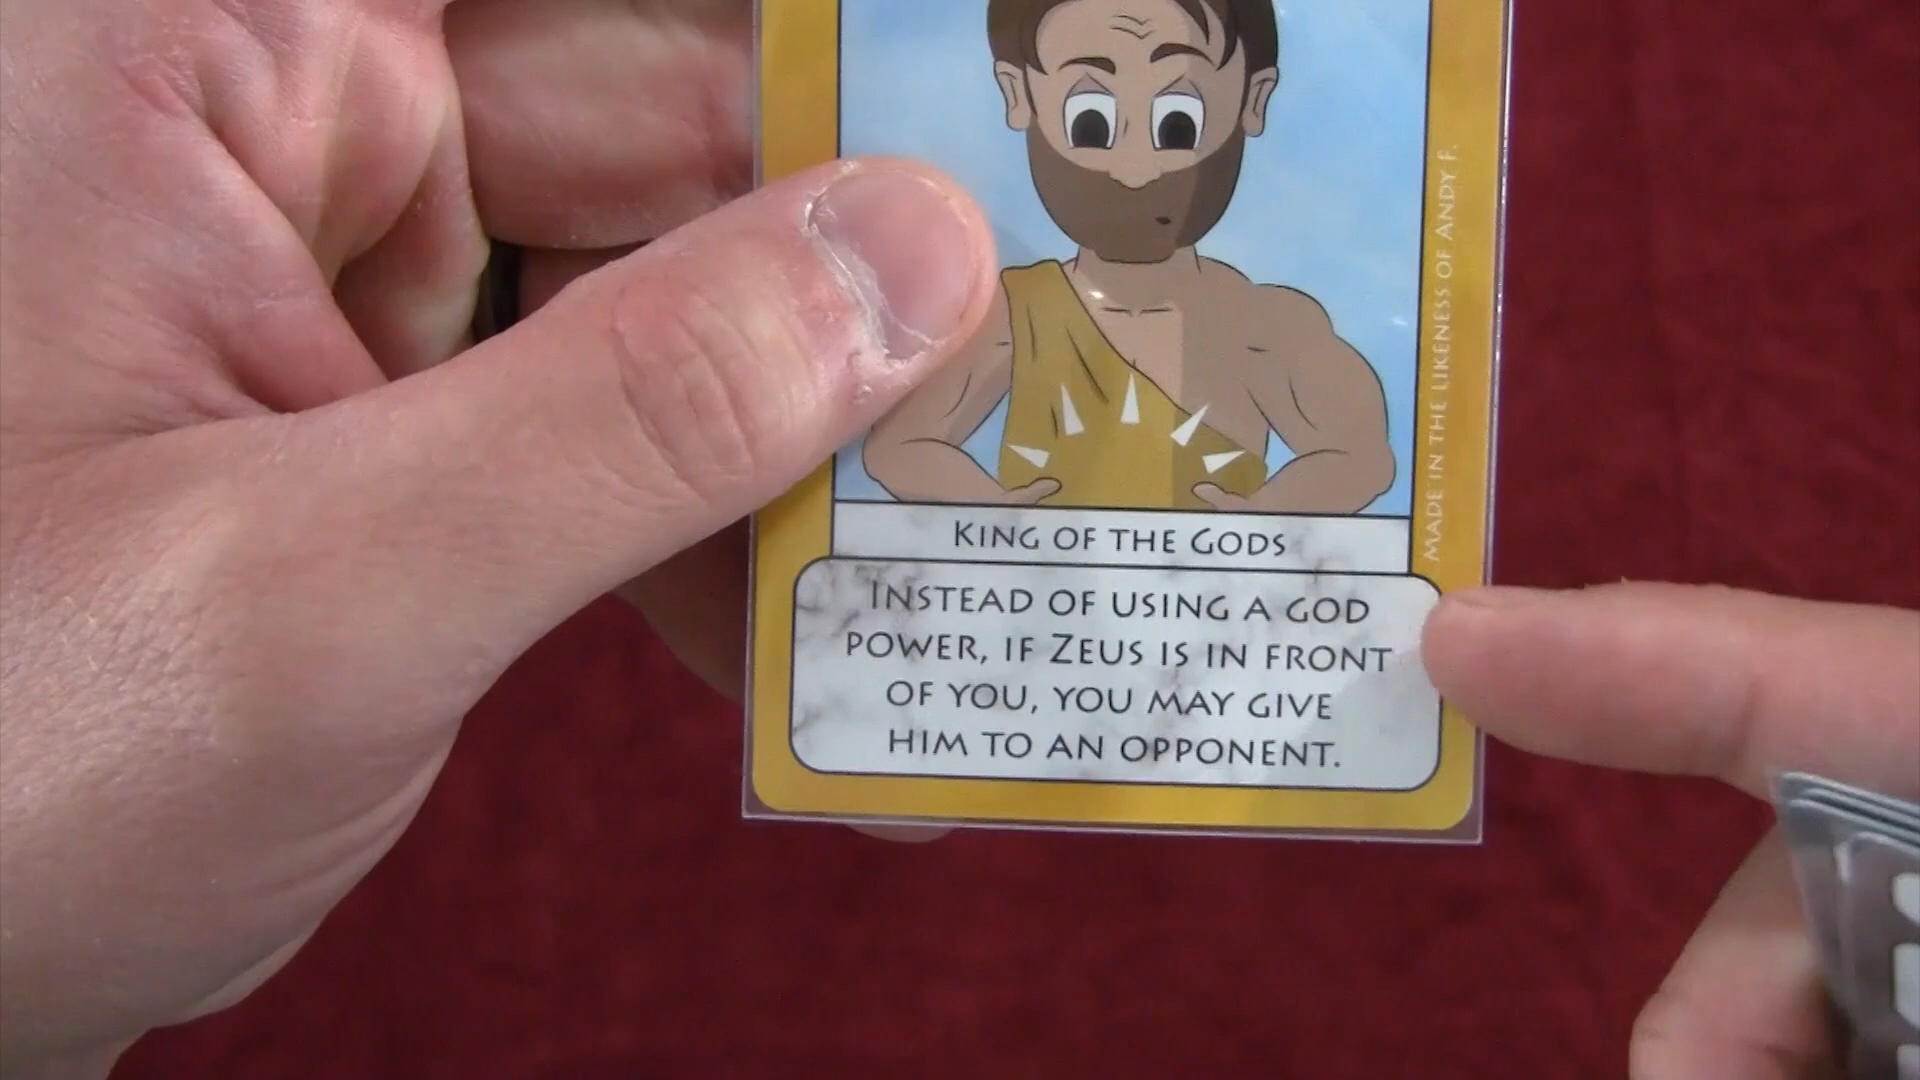 KING OF THE GODS
INSTEAD OF USING A GOD
POWER, IF ZEUS IS IN FRONT
OF YOU, YOU MAY GIVE
HIM TO AN OPPONENT.
MADE IN THE LIKENESS OF ANDY F.